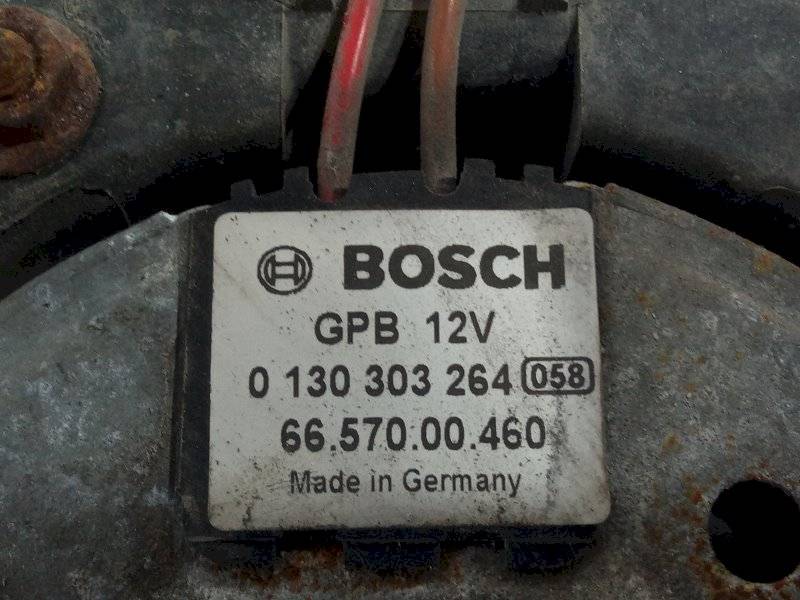 BOSCH
GPB 12V
0 130 303 264 058
66.570.00.460
Made in Germany